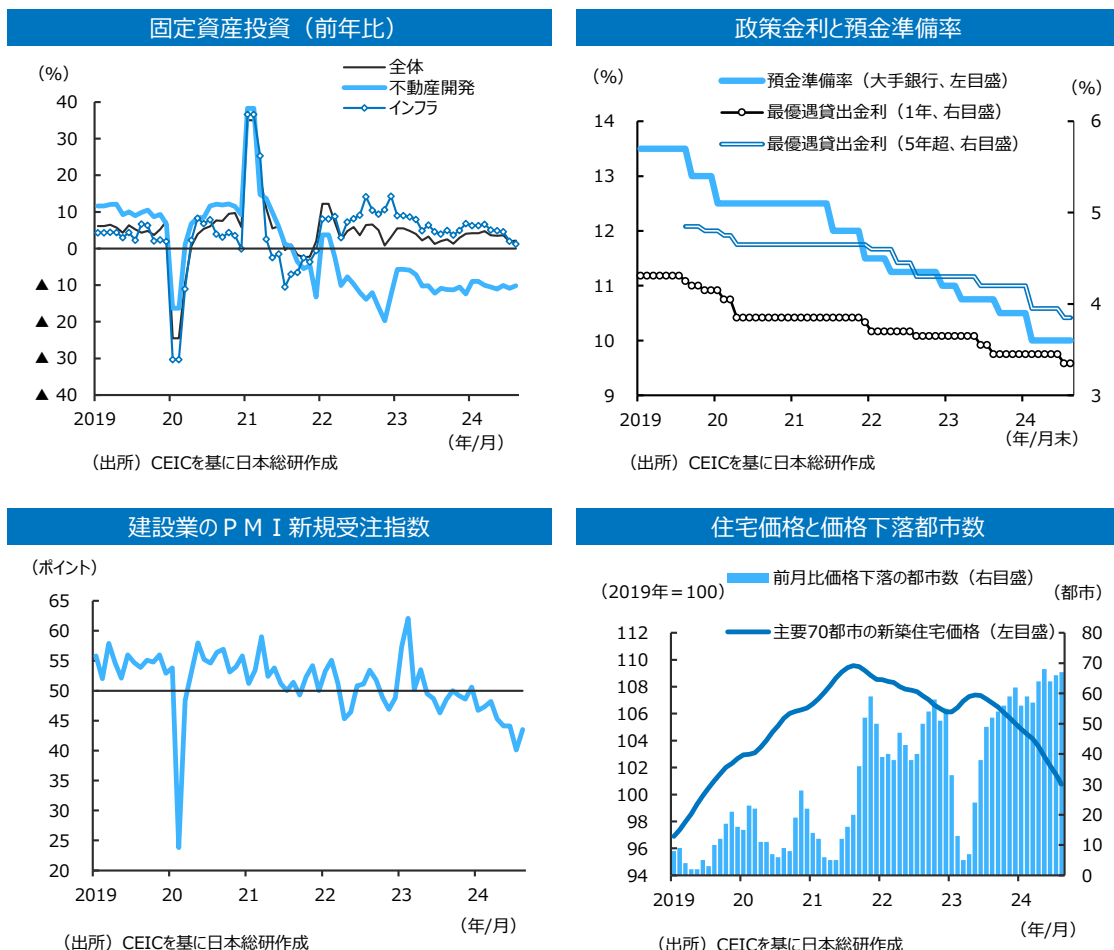 固定資産投資（前年比）
（%）
全体
不動産開発
インフラ
40
30
20
10
0
▲ 10
▲ 20
▲ 30
▲ 40
2019 20 21 22 23 24
（年/月）
（出所）CEICを基に日本総研作成
政策金利と預金準備率
（%）
（%）
預金準備率（大手銀行、左目盛）
最優遇貸出金利（1年、右目盛）
最優遇貸出金利（5年超、右目盛）
14
13
12
11
10
9
6
5
4
3
2019 20 21 22 23 24
（年/月末）
（出所）CEICを基に日本総研作成
建設業のＰＭＩ新規受注指数
（ポイント）
65
60
55
50
45
40
35
30
25
20
2019 20 21 22 23 24
（年/月）
（出所）CEICを基に日本総研作成
住宅価格と価格下落都市数
前月比価格下落の都市数（右目盛）
（2019年＝100）
（都市）
主要70都市の新築住宅価格（左目盛）
112
110
108
106
104
102
100
98
96
94
80
70
60
50
40
30
20
10
0
2019 20 21 22 23 24
（年/月）
（出所）CEICを基に日本総研作成